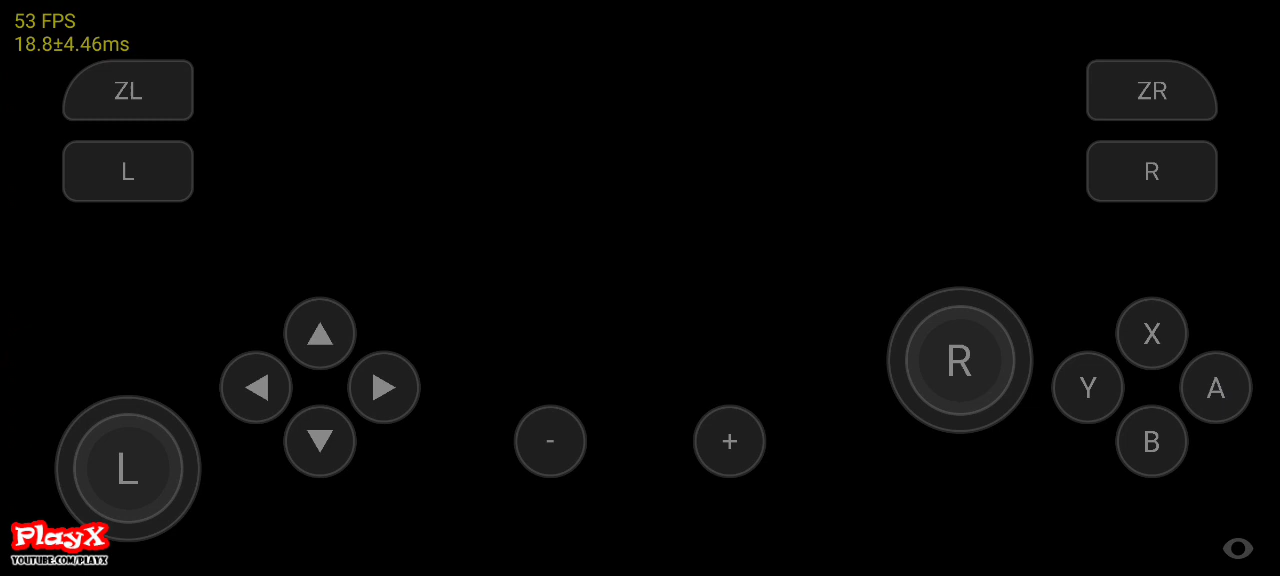 53 FPS
18.8±4.46ms
ZL
ZR
L
R
X
R
Y
A
B
-
+
L
PlayX
YOUTUBE.COM/PLAYX